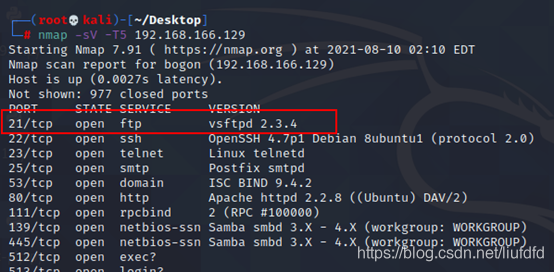 ┌──(root💀kali)-[~/Desktop]
└─# nmap -sV -T5 192.168.166.129
Starting Nmap 7.91 ( https://nmap.org ) at 2021-08-10 02:10 EDT
Nmap scan report for bogon (192.168.166.129)
Host is up (0.0027s latency).
Not shown: 977 closed ports
PORT STATE SERVICE VERSION
21/tcp open ftp vsftpd 2.3.4
22/tcp open ssh OpenSSH 4.7p1 Debian 8ubuntu1 (protocol 2.0)
23/tcp open telnet Linux telnetd
25/tcp open smtp Postfix smtpd
53/tcp open domain ISC BIND 9.4.2
80/tcp open http Apache httpd 2.2.8 ((Ubuntu) DAV/2)
111/tcp open rpcbind 2 (RPC #100000)
139/tcp open netbios-ssn Samba smbd 3.X - 4.X (workgroup: WORKGROUP)
445/tcp open netbios-ssn Samba smbd 3.X - 4.X (workgroup: WORKGROUP)
512/tcp open exec?
513/tcp open login?
https://blog.csdn.net/liufdfd